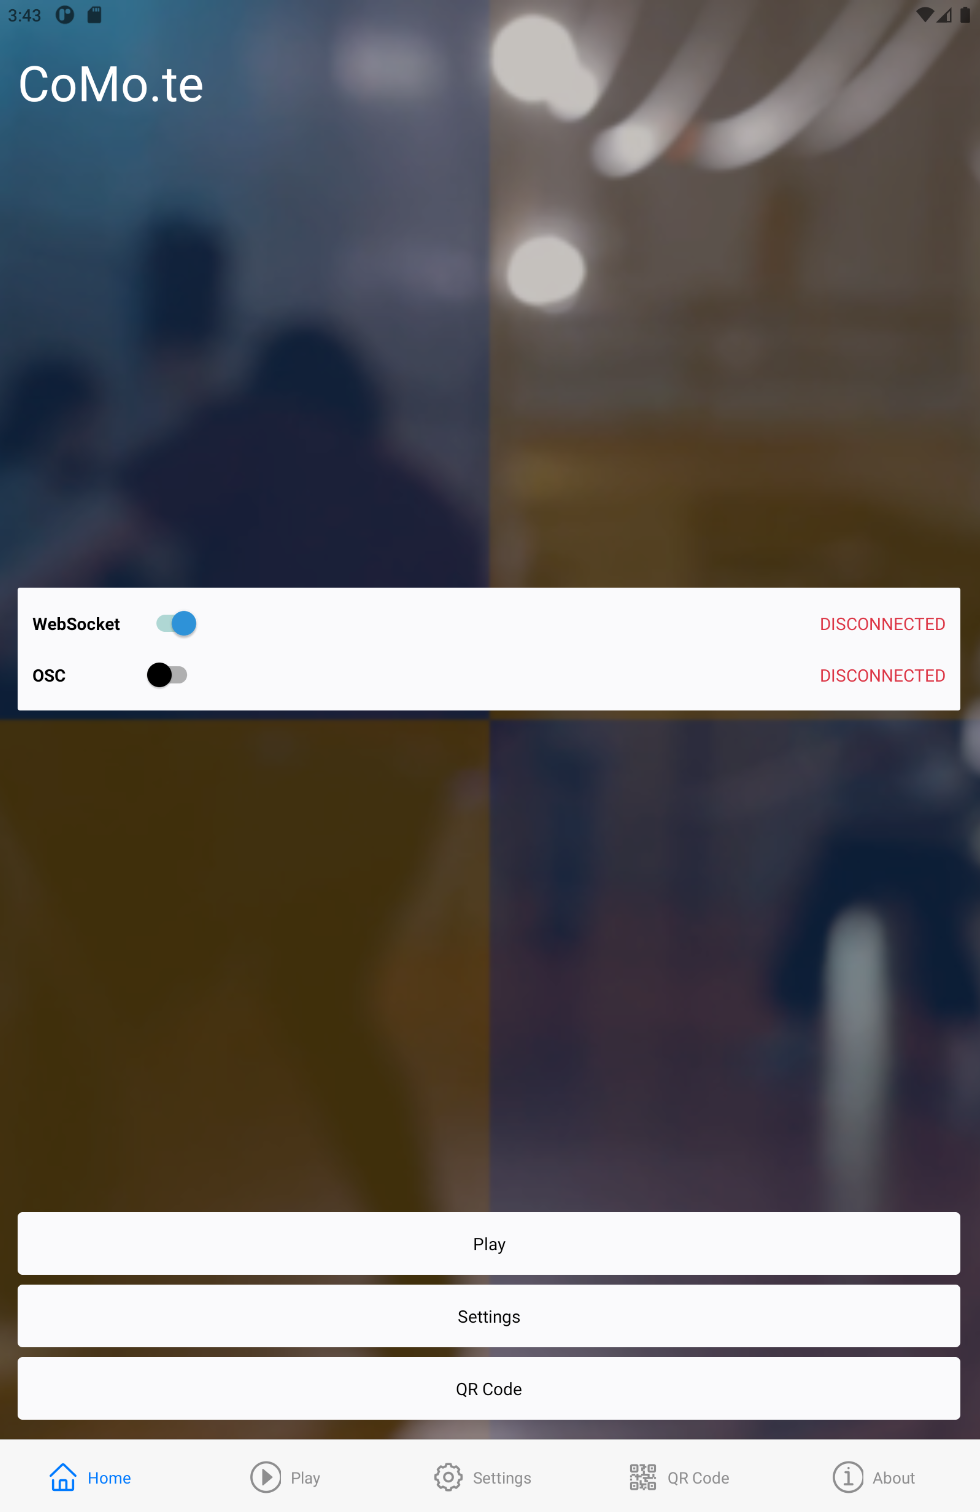 3:43
CoMo.te
WebSocket DISCONNECTED
OSC DISCONNECTED
Play
Settings
QR Code
Home Play Settings QR Code About